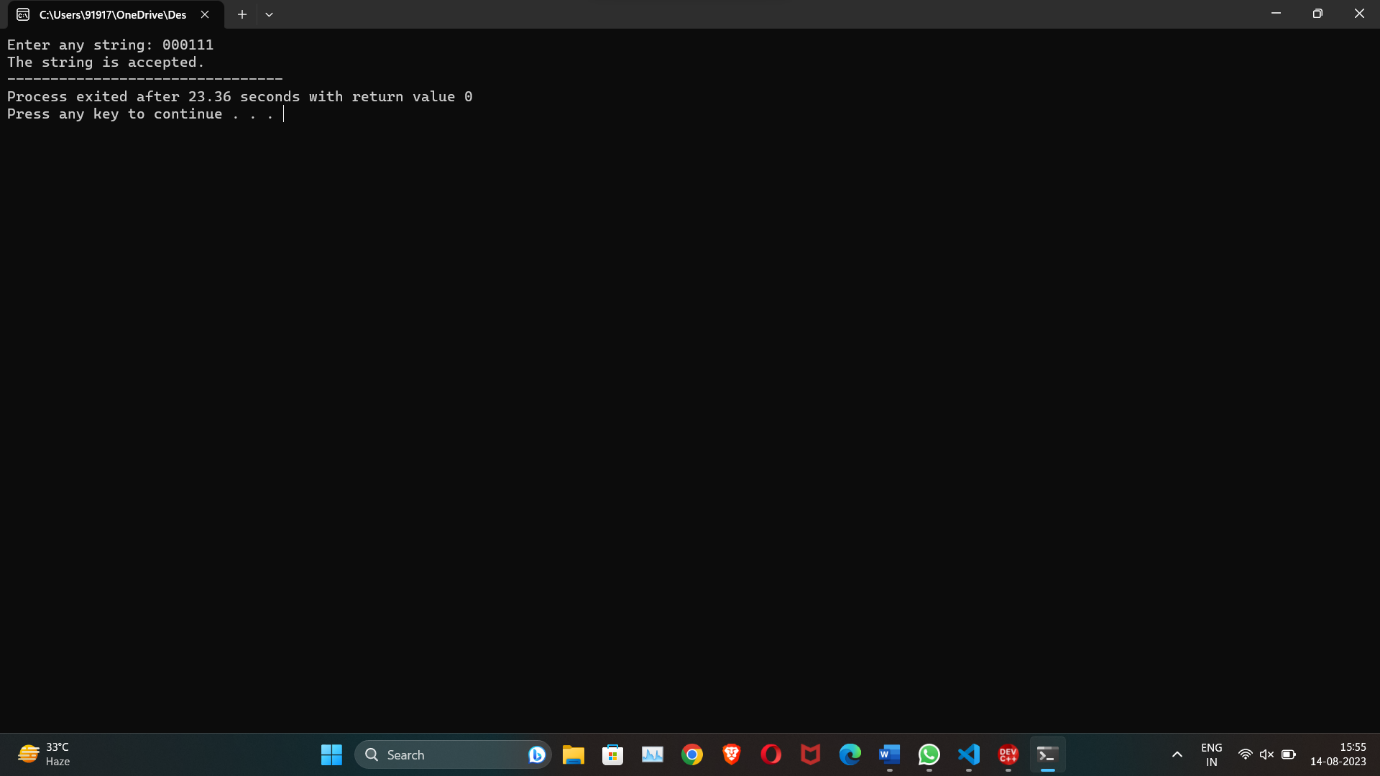 C:\Users\91917\OneDrive\Des
Enter any string: 000111
The string is accepted.
--------------------------------
Process exited after 23.36 seconds with return value 0
Press any key to continue . . .
33°C
Haze
Search
W
DEV
C++
ENG
IN
15:55
14-08-2023